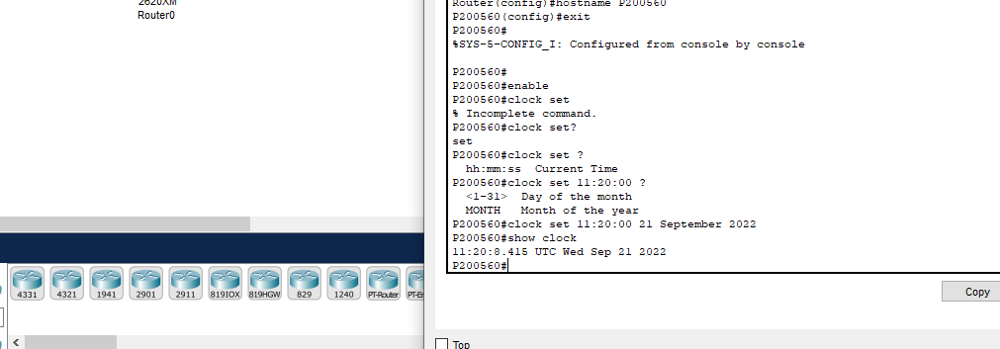 2620XM
Router0
Router(config)#hostname P200560
P200560(config)#exit
P200560#
%SYS-5-CONFIG_I: Configured from console by console
P200560#
P200560#enable
P200560#clock set
% Incomplete command.
P200560#clock set?
set
P200560#clock set ?
hh:mm:ss  Current Time
P200560#clock set 11:20:00 ?
<1-31>  Day of the month
MONTH   Month of the year
P200560#clock set 11:20:00 21 September 2022
P200560#show clock
11:20:8.415 UTC Wed Sep 21 2022
P200560#
4331 4321 1941 2901 2911 819IOX 819HGW 829 1240 PT-Router
Copy
Top